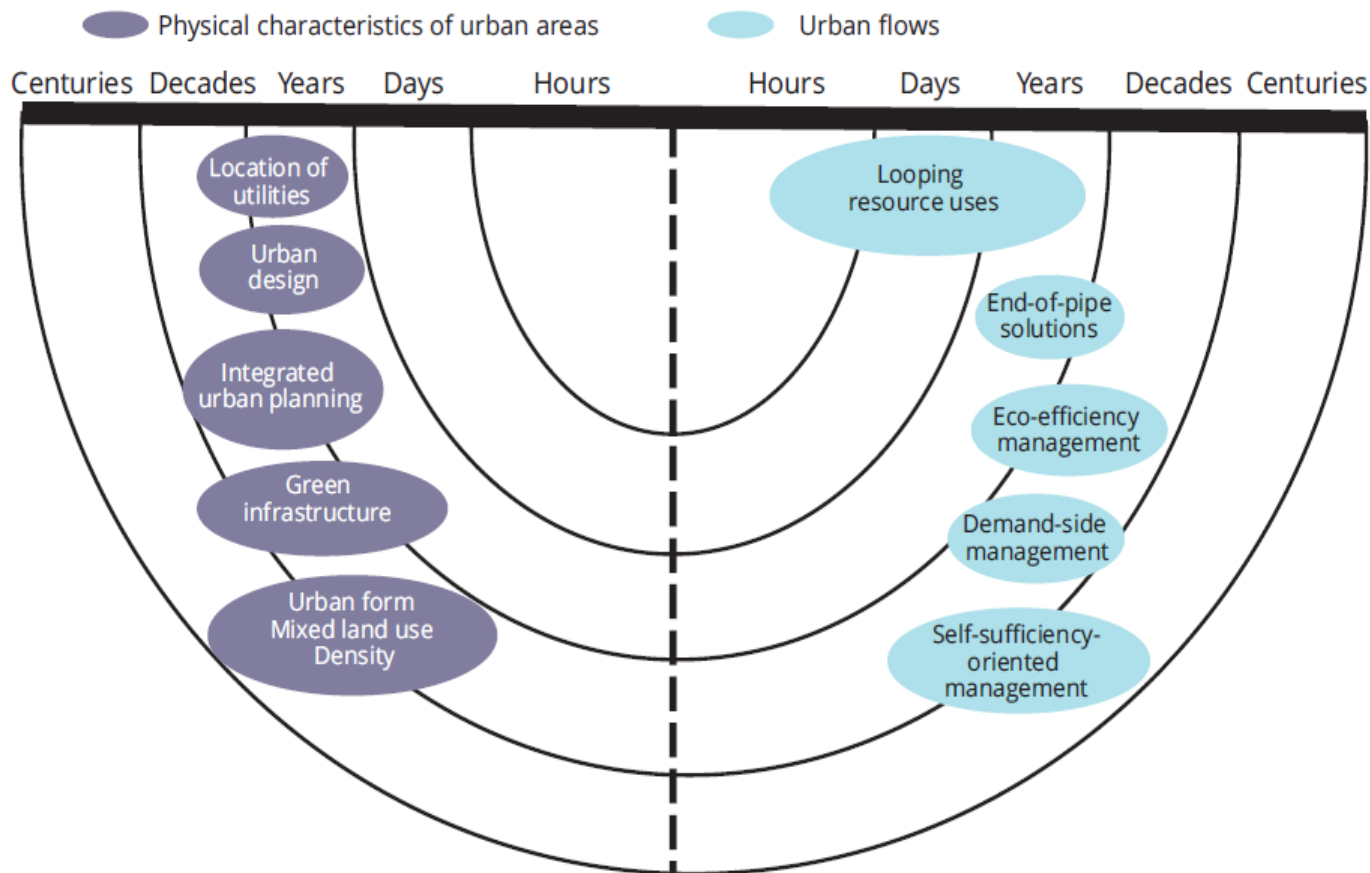 Physical characteristics of urban areas
Urban flows
Centuries Decades Years Days Hours Hours Days Years Decades Centuries
Location of
utilities
Urban
design
Integrated
urban planning
Green
infrastructure
Urban form
Mixed land use
Density
Looping
resource uses
End-of-pipe
solutions
Eco-efficiency
management
Demand-side
management
Self-sufficiency-
oriented
management